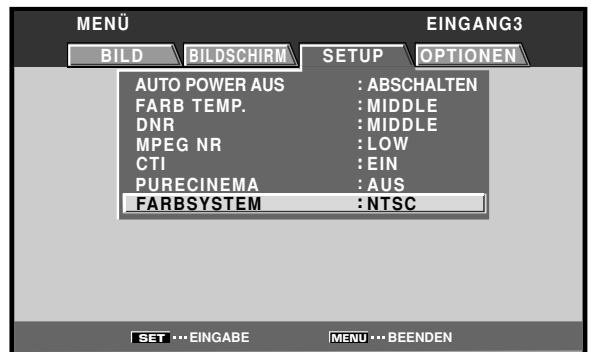 MENÜ EINGANG3
BILD BILDSCHIRM SETUP OPTIONEN
AUTO POWER AUS : ABSCHALTEN
FARB TEMP. : MIDDLE
DNR : MIDDLE
MPEG NR : LOW
CTI : EIN
PURECINEMA : AUS
FARBSYSTEM : NTSC
SET ··· EINGABE MENU ··· BEENDEN